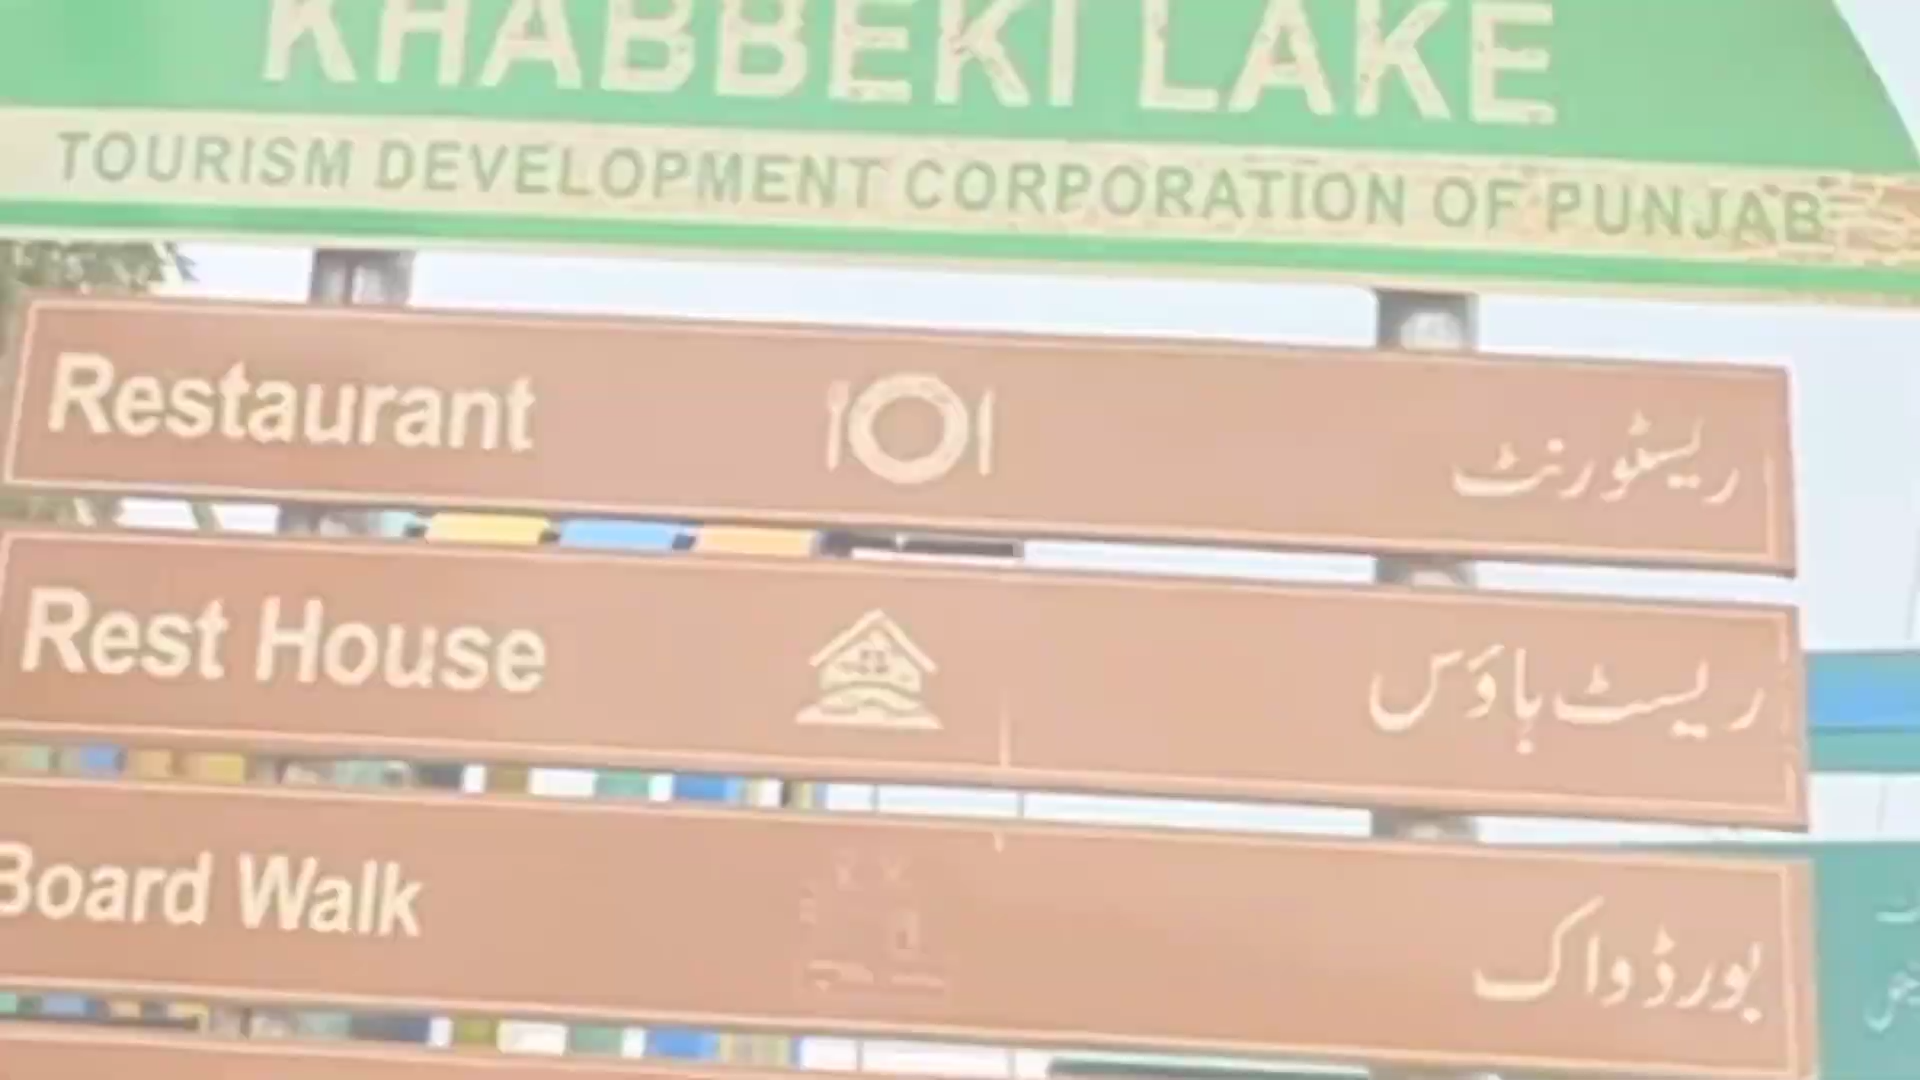 KHABBEKI LAKE
TOURISM DEVELOPMENT CORPORATION OF PUNJAB
Restaurant ریسٹورنٹ
Rest House ریسٹ ہاؤس
Board Walk بورڈ واک